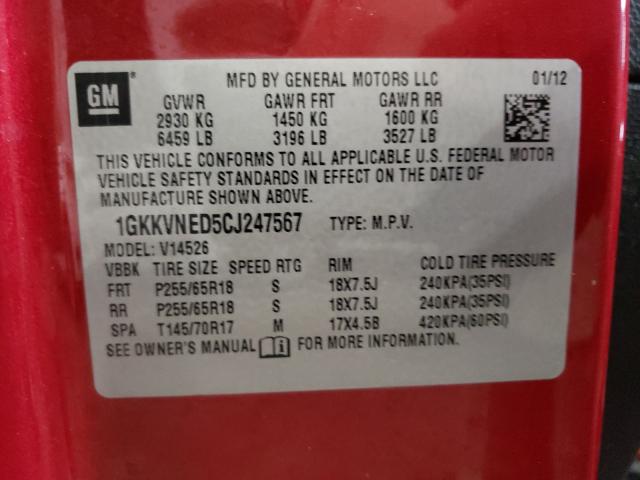 GM
MFD BY GENERAL MOTORS LLC 01/12
GVWR GAWR FRT GAWR RR
2930 KG 1450 KG 1600 KG
6459 LB 3196 LB 3527 LB
THIS VEHICLE CONFORMS TO ALL APPLICABLE U.S. FEDERAL MOTOR
VEHICLE SAFETY STANDARDS IN EFFECT ON THE DATE OF
MANUFACTURE SHOWN ABOVE.
1GKKVNED5CJ247567 TYPE: M.P.V.
MODEL: V14526
VBBK TIRE SIZE SPEED RTG RIM COLD TIRE PRESSURE
FRT P255/65R18 S 18X7.5J 240KPA(35PSI)
RR P255/65R18 S 18X7.5J 240KPA(35PSI)
SPA T145/70R17 M 17X4.5B 420KPA(60PSI)
SEE OWNER'S MANUAL FOR MORE INFORMATION.